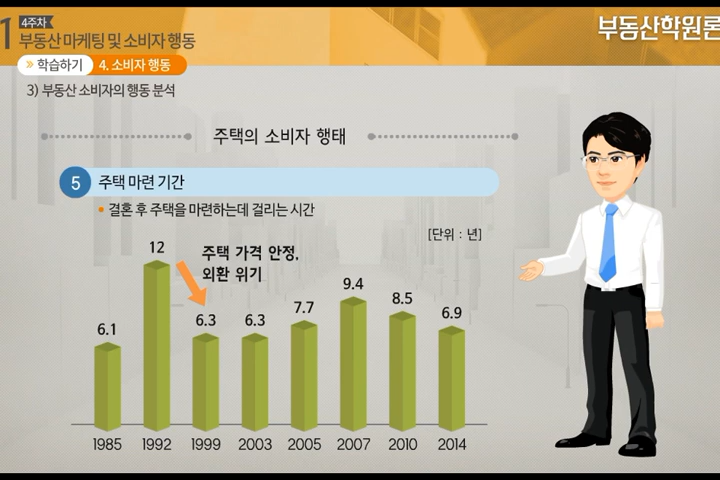 1
4주차
부동산학원론
부동산 마케팅 및 소비자 행동
» 학습하기
4. 소비자 행동
3) 부동산 소비자의 행동 분석
주택의 소비자 행태
5 주택 마련 기간
• 결혼 후 주택을 마련하는데 걸리는 시간
[단위 : 년]
주택 가격 안정,
외환 위기
6.1 12 6.3 6.3 7.7 9.4 8.5 6.9
1985 1992 1999 2003 2005 2007 2010 2014